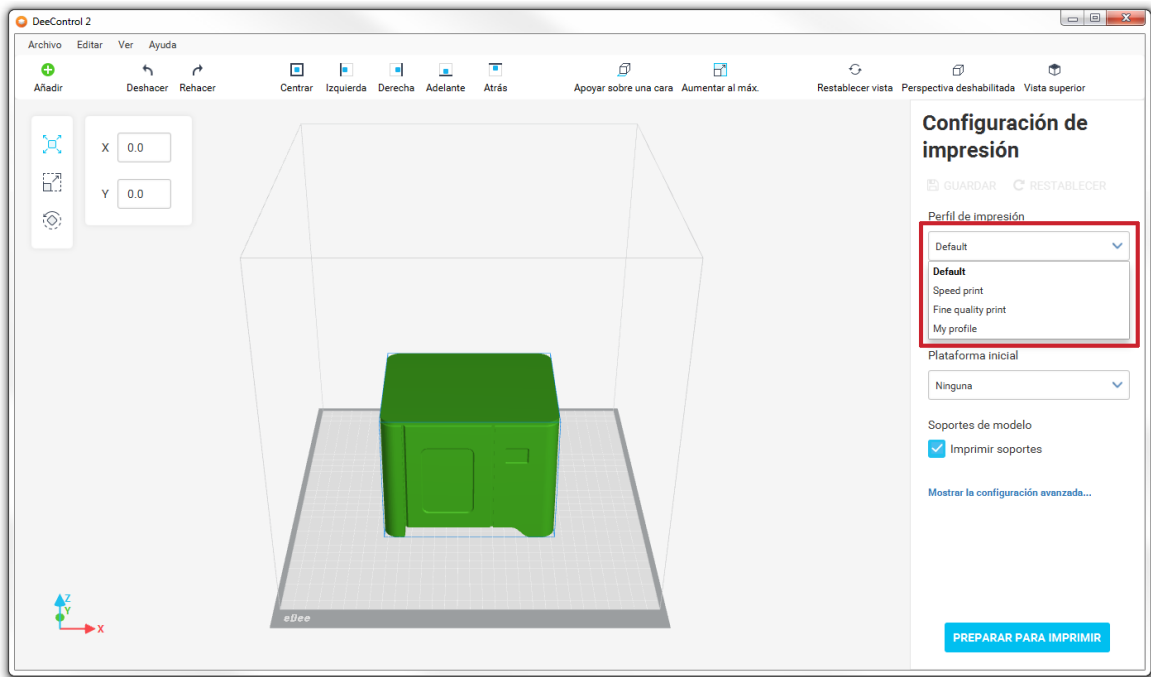 DeeControl 2
Archivo Editar Ver Ayuda
Añadir Deshacer Rehacer Centrar Izquierda Derecha Adelante Atrás Apoyar sobre una cara Aumentar al máx. Restablecer vista Perspectiva deshabilitada Vista superior
X 0.0
Y 0.0
Configuración de
impresión
GUARDAR RESTABLECER
Perfil de impresión
Default
Default
Speed print
Fine quality print
My profile
Plataforma inicial
Ninguna
Soportes de modelo
Imprimir soportes
Mostrar la configuración avanzada...
eDee
Z
Y
X
PREPARAR PARA IMPRIMIR